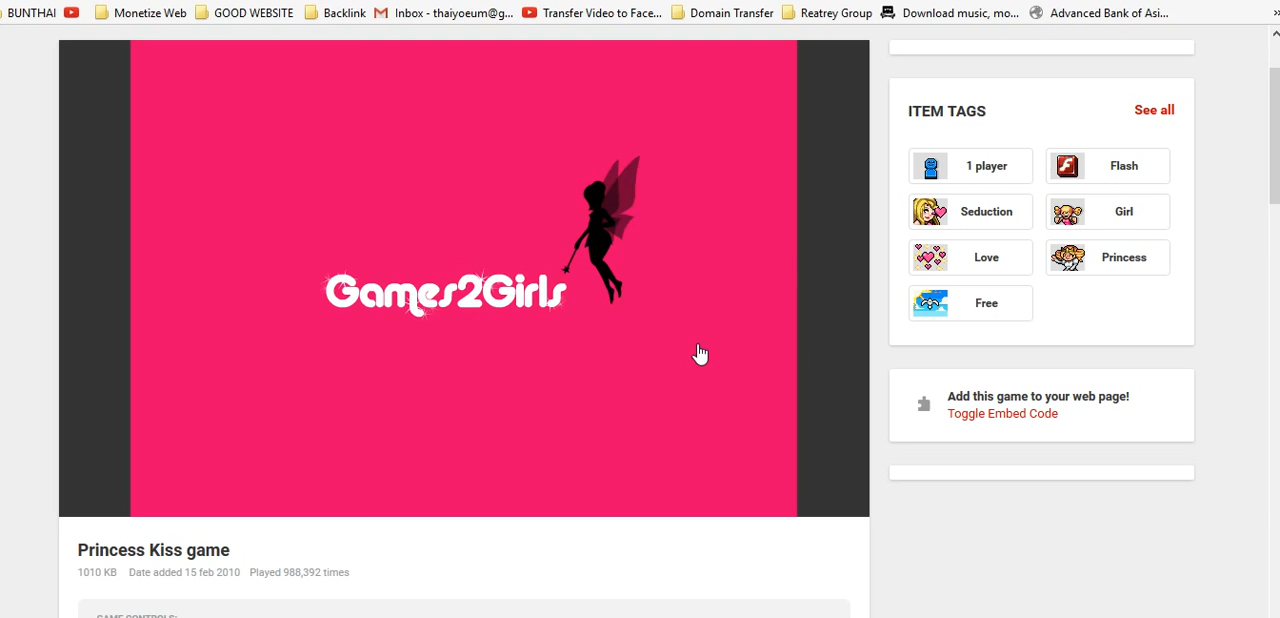 BUNTHAI Monetize Web GOOD WEBSITE Backlink Inbox - thaiyoeum@g... Transfer Video to Face... Domain Transfer Reatrey Group Download music, mo... Advanced Bank of Asi... »
Games2Girls
Princess Kiss game
1010 KB Date added 15 feb 2010 Played 988,392 times
GAME CONTROLS:
ITEM TAGS See all
1 player Flash
Seduction Girl
Love Princess
Free
Add this game to your web page!
Toggle Embed Code